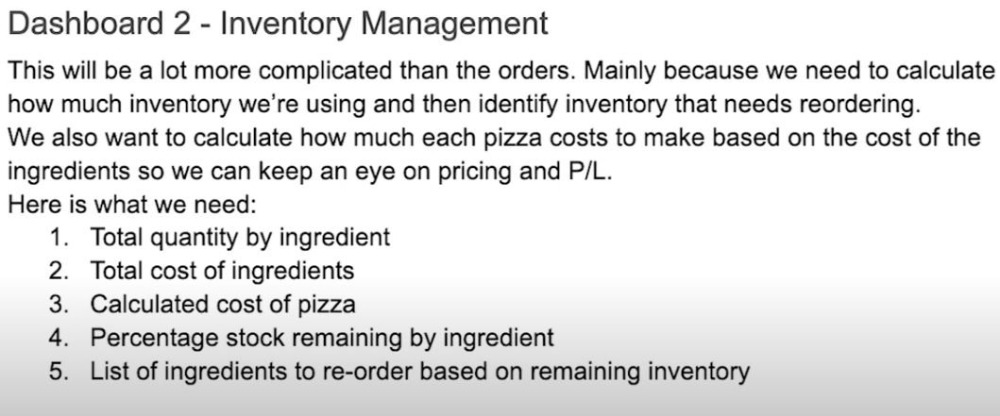 Dashboard 2 - Inventory Management
This will be a lot more complicated than the orders. Mainly because we need to calculate
how much inventory we're using and then identify inventory that needs reordering.
We also want to calculate how much each pizza costs to make based on the cost of the
ingredients so we can keep an eye on pricing and P/L.
Here is what we need:
1. Total quantity by ingredient
2. Total cost of ingredients
3. Calculated cost of pizza
4. Percentage stock remaining by ingredient
5. List of ingredients to re-order based on remaining inventory